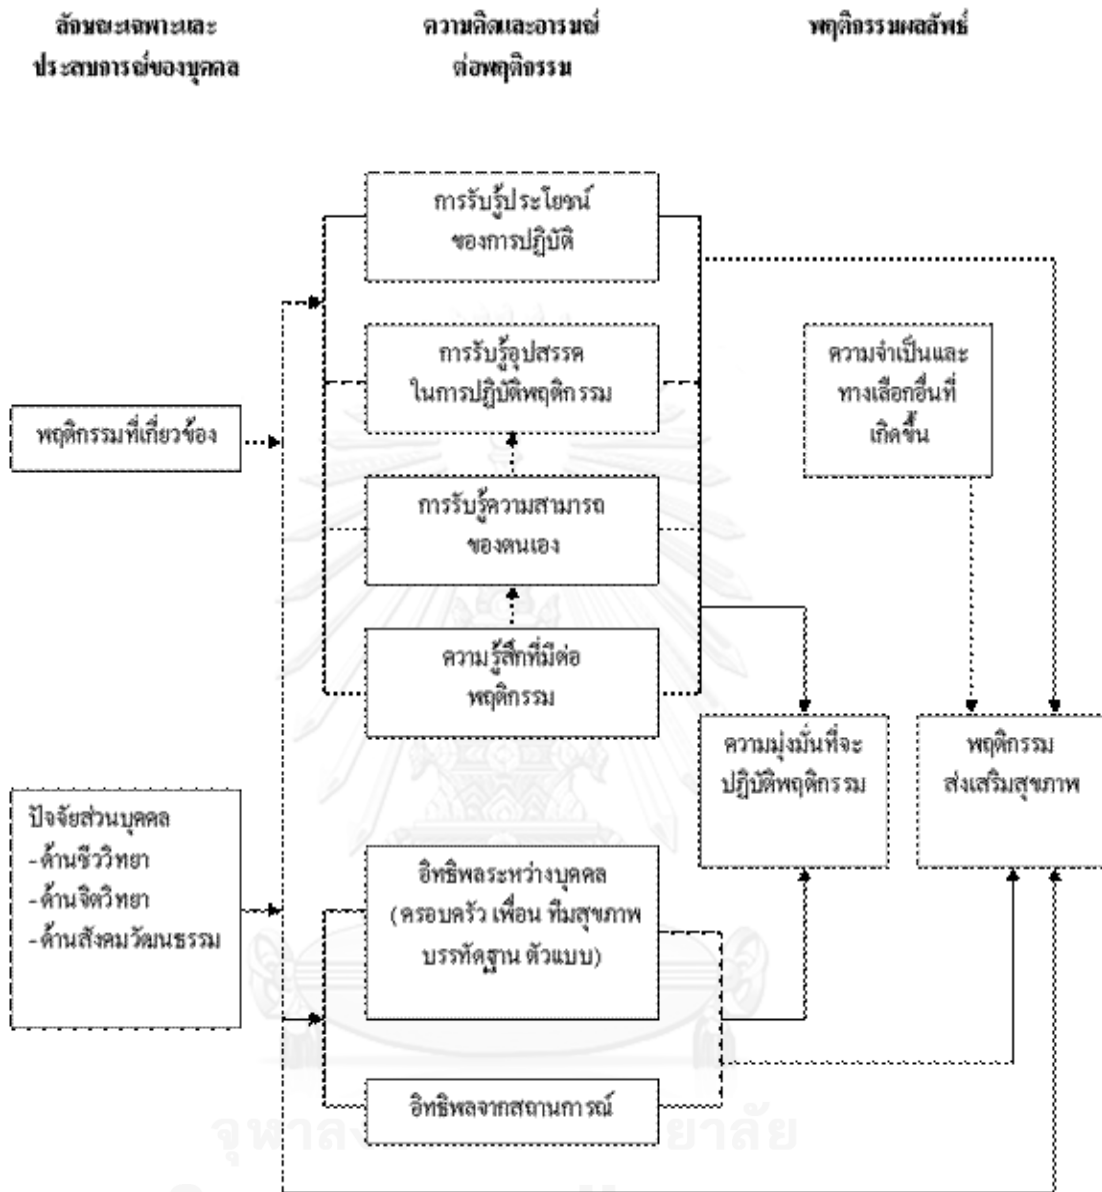 ลักษณะเฉพาะและ
ประสบการณ์ของบุคคล
ความคิดและอารมณ์
ต่อพฤติกรรม
พฤติกรรมผลลัพธ์
การรับรู้ประโยชน์
ของการปฏิบัติ
การรับรู้อุปสรรค
ในการปฏิบัติพฤติกรรม
ความจำเป็นและ
ทางเลือกอื่นที่
เกิดขึ้น
พฤติกรรมที่เกี่ยวข้อง
การรับรู้ความสามารถ
ของตนเอง
ความรู้สึกที่มีต่อ
พฤติกรรม
ความมุ่งมั่นที่จะ
ปฏิบัติพฤติกรรม
พฤติกรรม
ส่งเสริมสุขภาพ
ปัจจัยส่วนบุคคล
-ด้านชีววิทยา
-ด้านจิตวิทยา
-ด้านสังคมวัฒนธรรม
อิทธิพลระหว่างบุคคล
(ครอบครัว เพื่อน ทีมสุขภาพ
บรรทัดฐาน ตัวแบบ)
อิทธิพลจากสถานการณ์